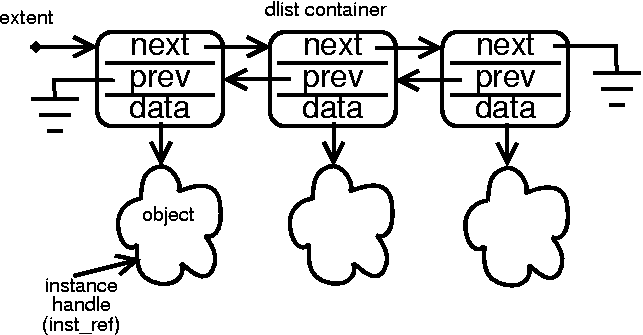 extent
dlist container
next
next
next
prev
prev
prev
data
data
data
object
instance
handle
(inst_ref)